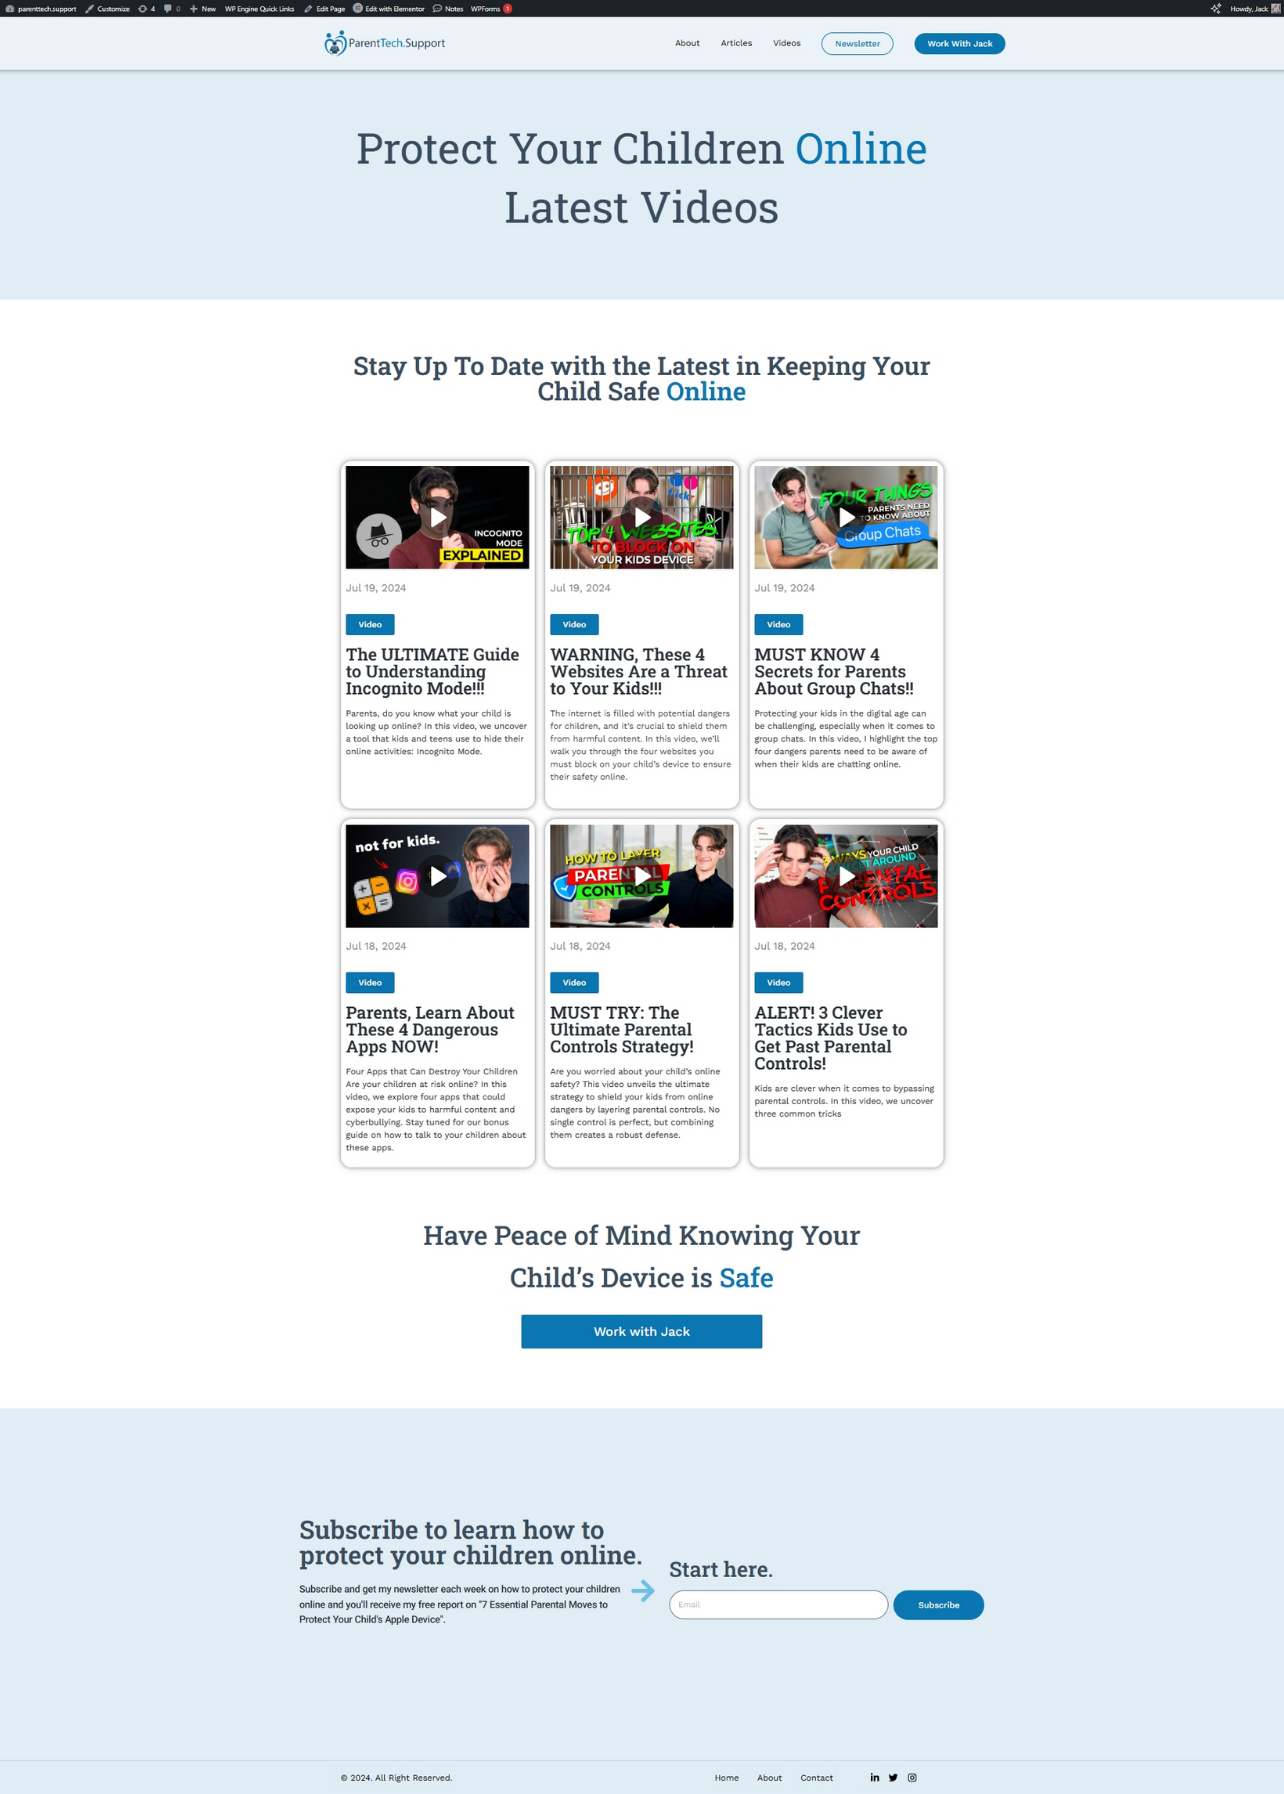 parenttech.support Customize 4 0 New WP Engine Quick Links Edit Page Edit with Elementor Notes WPForms 1 Howdy, Jack
ParentTech.Support About Articles Videos Newsletter Work With Jack
Protect Your Children Online
Latest Videos
Stay Up To Date with the Latest in Keeping Your
Child Safe Online
INCOGNITO
MODE
EXPLAINED
Jul 19, 2024
Video
The ULTIMATE Guide
to Understanding
Incognito Mode!!!
Parents, do you know what your child is
looking up online? In this video, we uncover
a tool that kids and teens use to hide their
online activities: Incognito Mode.
TOP 4 WEBSITES
TO BLOCK ON
YOUR KIDS DEVICE
Jul 19, 2024
Video
WARNING, These 4
Websites Are a Threat
to Your Kids!!!
The internet is filled with potential dangers
for children, and it's crucial to shield them
from harmful content. In this video, we'll
walk you through the four websites you
must block on your child's device to ensure
their safety online.
FOUR THINGS
PARENTS NEED
TO KNOW ABOUT
Group Chats
Jul 19, 2024
Video
MUST KNOW 4
Secrets for Parents
About Group Chats!!
Protecting your kids in the digital age can
be challenging, especially when it comes to
group chats. In this video, I highlight the top
four dangers parents need to be aware of
when their kids are chatting online.
not for kids.
Jul 18, 2024
Video
Parents, Learn About
These 4 Dangerous
Apps NOW!
Four Apps that Can Destroy Your Children
Are your children at risk online? In this
video, we explore four apps that could
expose your kids to harmful content and
cyberbullying. Stay tuned for our bonus
guide on how to talk to your children about
these apps.
HOW TO LAYER
PARENTAL
CONTROLS
Jul 18, 2024
Video
MUST TRY: The
Ultimate Parental
Controls Strategy!
Are you worried about your child's online
safety? This video unveils the ultimate
strategy to shield your kids from online
dangers by layering parental controls. No
single control is perfect, but combining
them creates a robust defense.
WAYS YOUR CHILD
AROUND
PARENTAL
CONTROLS
Jul 18, 2024
Video
ALERT! 3 Clever
Tactics Kids Use to
Get Past Parental
Controls!
Kids are clever when it comes to bypassing
parental controls. In this video, we uncover
three common tricks
Have Peace of Mind Knowing Your
Child's Device is Safe
Work with Jack
Subscribe to learn how to
protect your children online.
Subscribe and get my newsletter each week on how to protect your children
online and you'll receive my free report on "7 Essential Parental Moves to
Protect Your Child's Apple Device".
Start here.
Email Subscribe
© 2024. All Right Reserved. Home About Contact